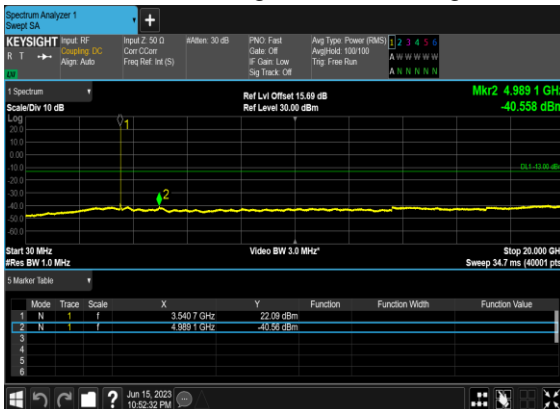 Spectrum Analyzer 1
Swept SA
+
KEYSIGHT Input: RF Input Z: 50 Ω #Atten: 30 dB PNO: Fast Avg Type: Power (RMS) 1 2 3 4 5 6
R T Coupling: DC Corr CCorr Gate: Off Avg|Hold: 100/100 A W W W W W
Align: Auto Freq Ref: Int (S) IF Gain: Low Trig: Free Run
Sig Track: Off A N N N N N
1 Spectrum Ref Lvl Offset 15.69 dB Mkr2 4.989 1 GHz
Scale/Div 10 dB Ref Level 30.00 dBm -40.558 dBm
Log
20.0
10.0
0.00
-10.0
DL1 -13.00 dBm
-20.0
-30.0
-40.0
-50.0
-60.0
1
2
Start 30 MHz Video BW 3.0 MHz* Stop 20.000 GHz
#Res BW 1.0 MHz Sweep 34.7 ms (40001 pts)
5 Marker Table
Mode Trace Scale X Y Function Function Width Function Value
1 N 1 f 3.540 7 GHz 22.09 dBm
2 N 1 f 4.989 1 GHz -40.56 dBm
3
4
5
6
? Jun 15, 2023
10:52:32 PM